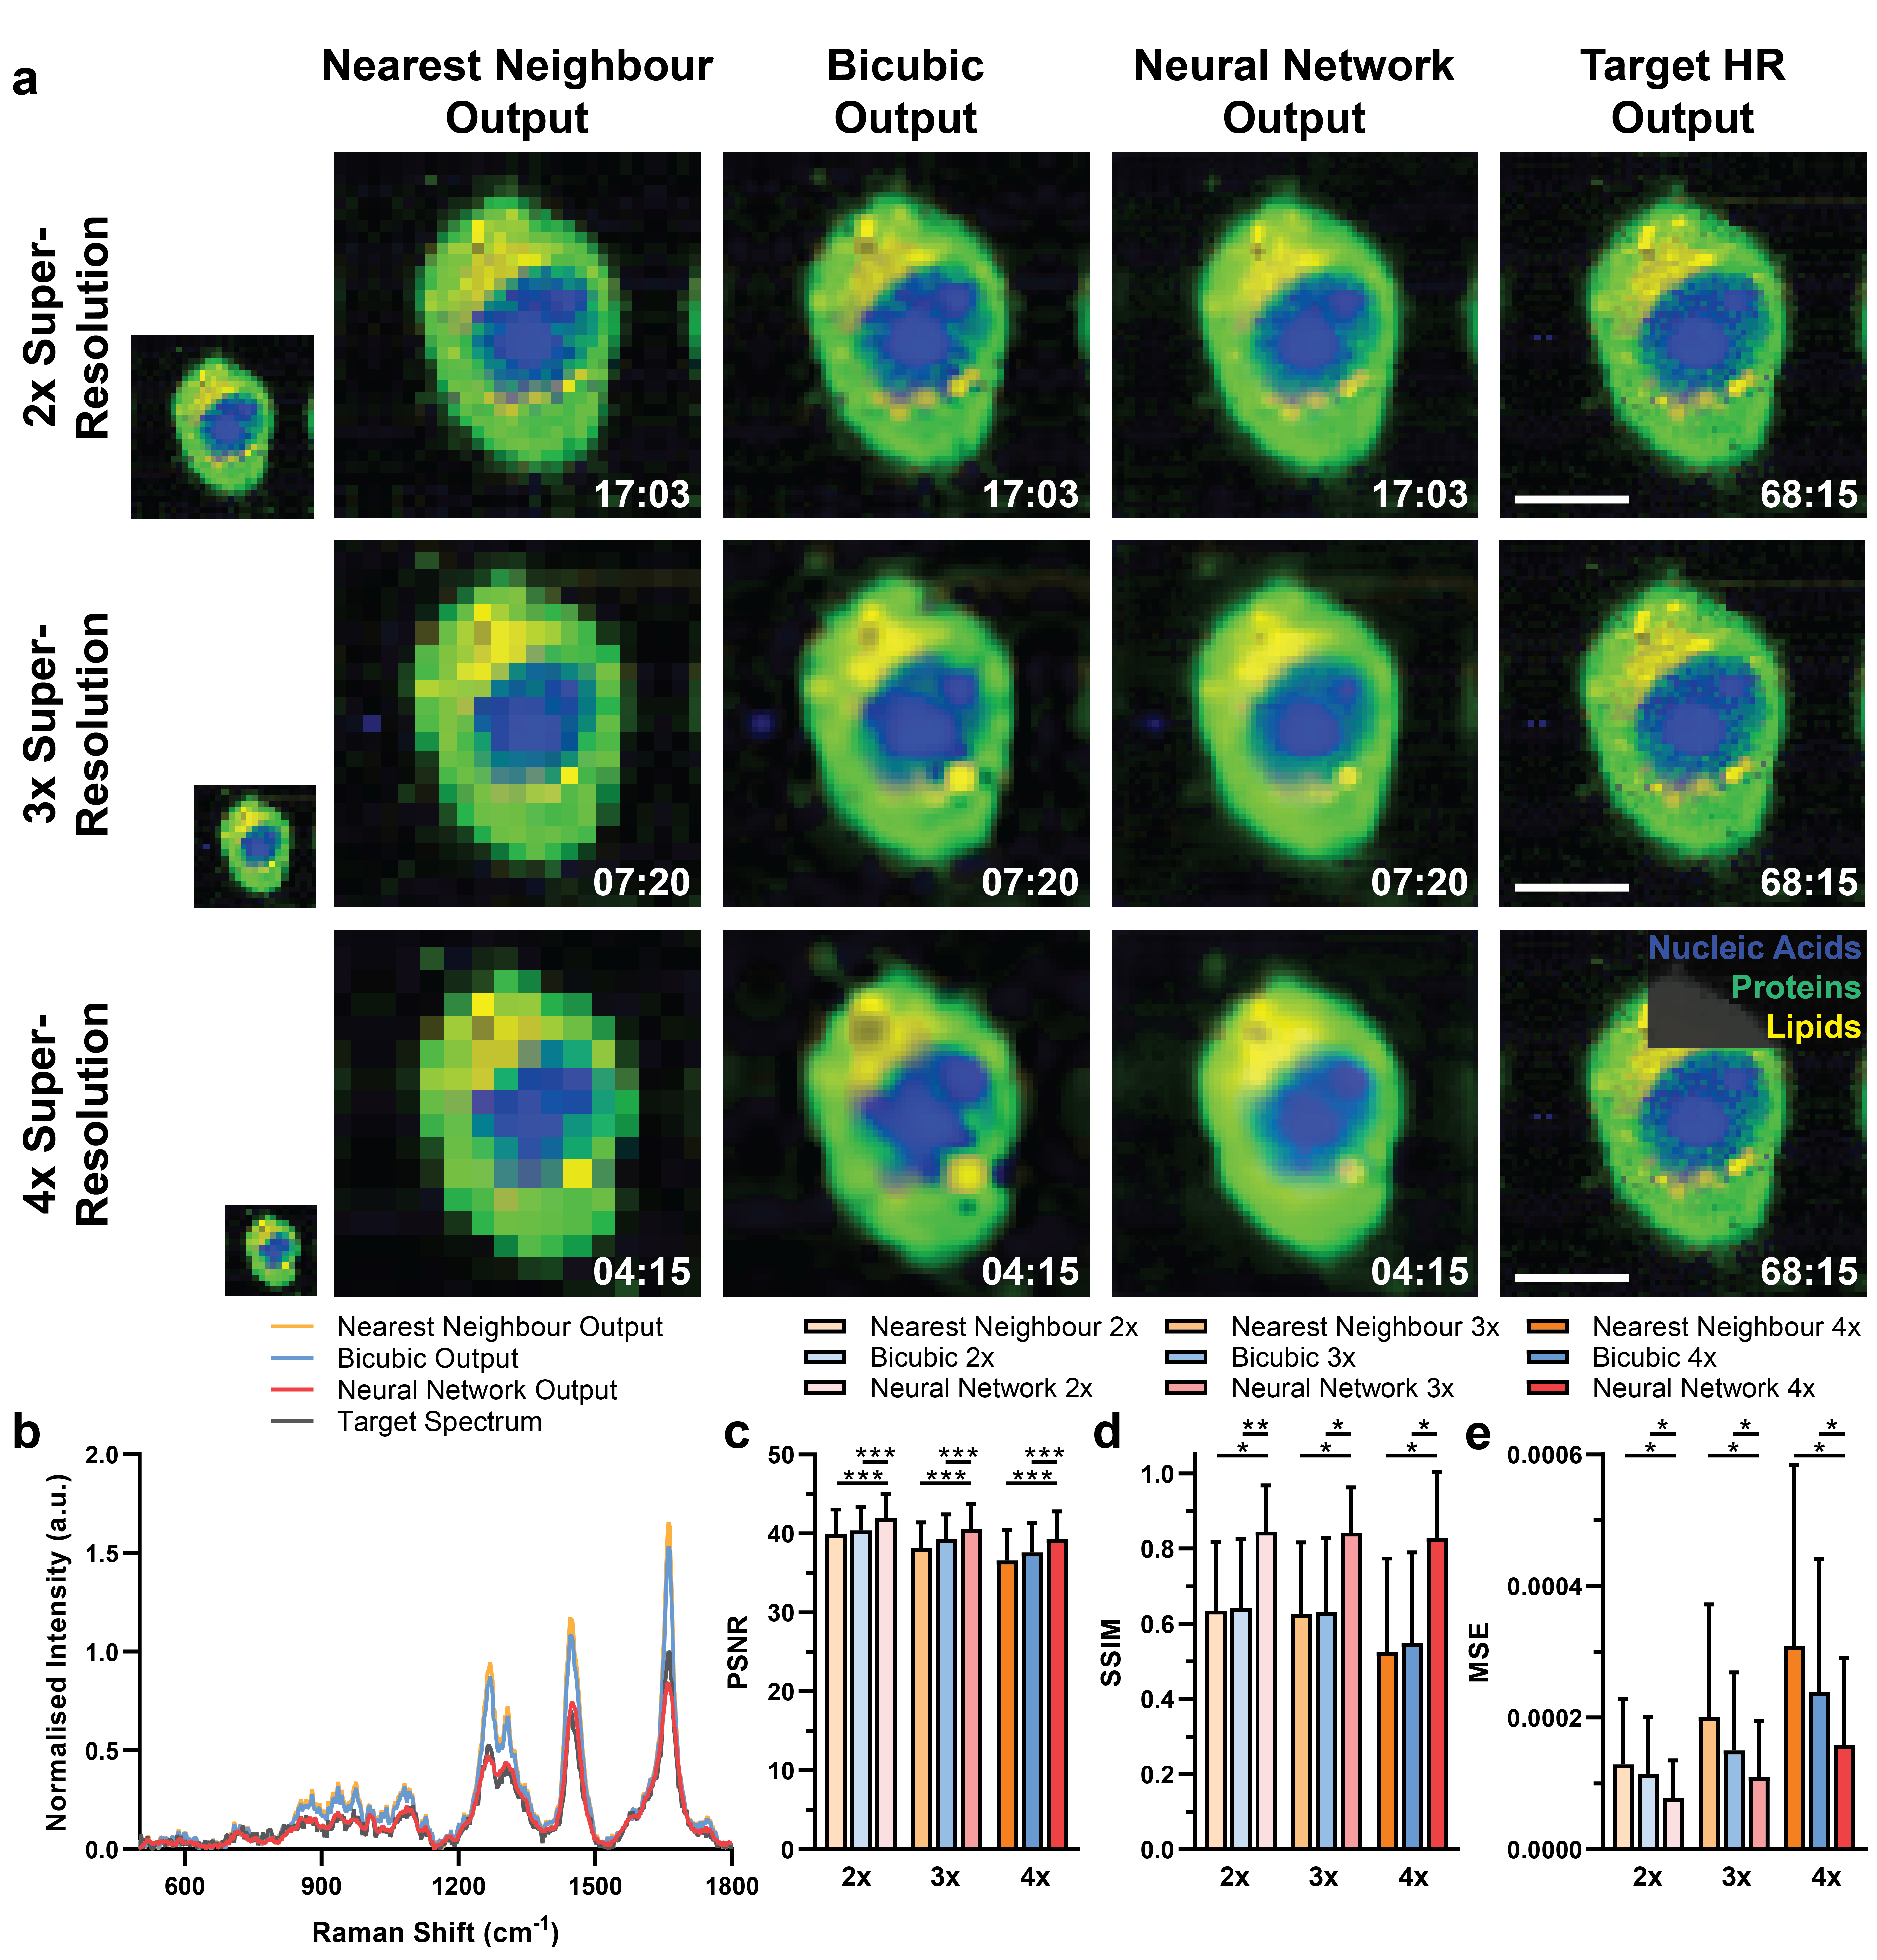 a
Nearest Neighbour
Output
Bicubic
Output
Neural Network
Output
Target HR
Output
2x Super-
Resolution
17:03
17:03
17:03
68:15
3x Super-
Resolution
07:20
07:20
07:20
68:15
4x Super-
Resolution
Nucleic Acids
Proteins
Lipids
04:15
04:15
04:15
68:15
Nearest Neighbour Output
Bicubic Output
Neural Network Output
Target Spectrum
Nearest Neighbour 2x
Bicubic 2x
Neural Network 2x
Nearest Neighbour 3x
Bicubic 3x
Neural Network 3x
Nearest Neighbour 4x
Bicubic 4x
Neural Network 4x
b
Normalised Intensity (a.u.)
2.0
1.5
1.0
0.5
0.0
600 900 1200 1500 1800
Raman Shift (cm⁻¹)
c
PSNR
50
40
30
20
10
0
*** *** ***
*** *** ***
2x 3x 4x
d
SSIM
1.0
0.8
0.6
0.4
0.2
0.0
** * *
* * *
2x 3x 4x
e
MSE
0.0006
0.0004
0.0002
0.0000
* * *
* * *
2x 3x 4x